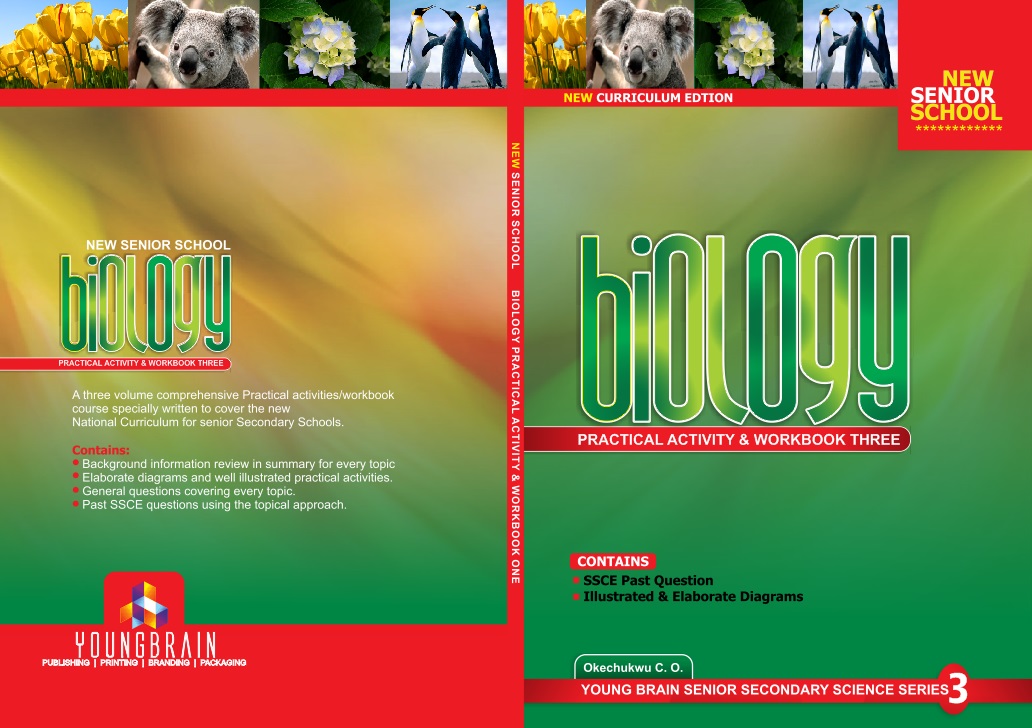 NEW SENIOR SCHOOL
biology
PRACTICAL ACTIVITY & WORKBOOK THREE
A three volume comprehensive Practical activities/workbook
course specially written to cover the new
National Curriculum for senior Secondary Schools.
Contains:
Background information review in summary for every topic
Elaborate diagrams and well illustrated practical activities.
General questions covering every topic.
Past SSCE questions using the topical approach.
YOUNGBRAIN
PUBLISHING | PRINTING | BRANDING | PACKAGING
NEW SENIOR SCHOOL BIOLOGY PRACTICAL ACTIVITY & WORKBOOK ONE
NEW CURRICULUM EDTION
NEW
SENIOR
SCHOOL
************
biology
PRACTICAL ACTIVITY & WORKBOOK THREE
CONTAINS
SSCE Past Question
Illustrated & Elaborate Diagrams
Okechukwu C. O.
YOUNG BRAIN SENIOR SECONDARY SCIENCE SERIES 3